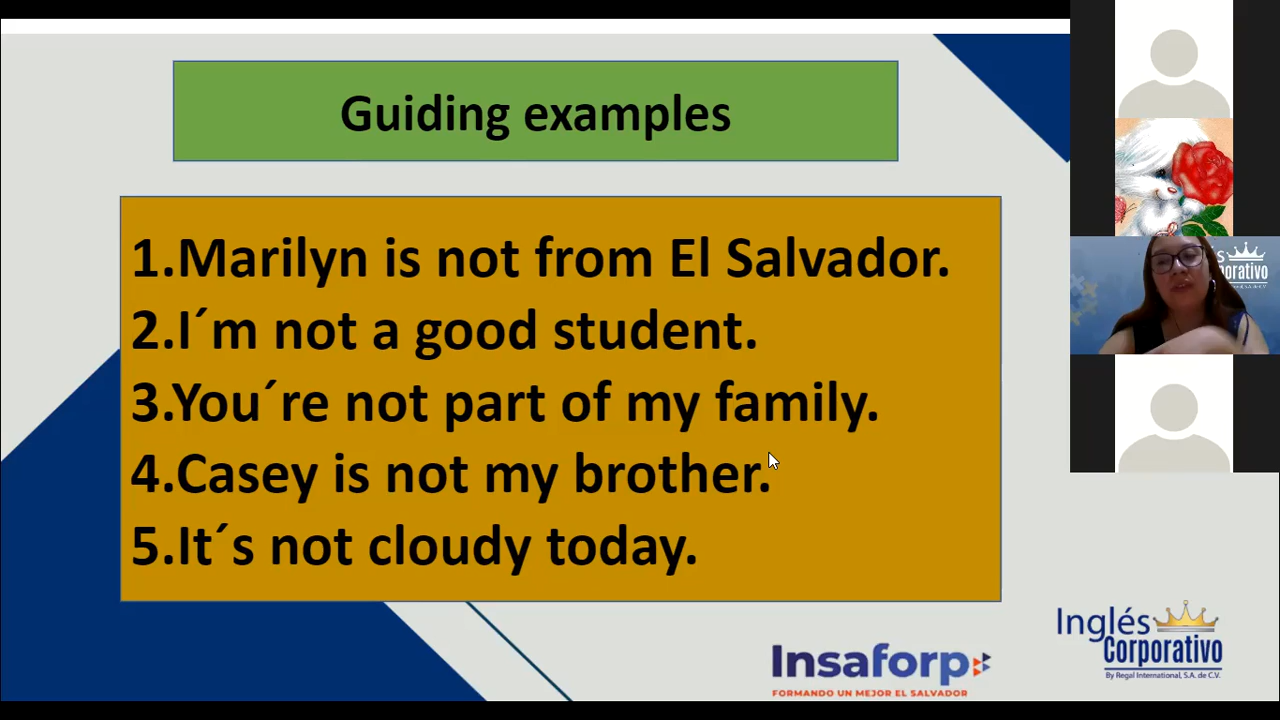 Guiding examples
1.Marilyn is not from El Salvador.
2.I´m not a good student.
3.You´re not part of my family.
4.Casey is not my brother.
5.It´s not cloudy today.
Insaforp
FORMANDO UN MEJOR EL SALVADOR
Inglés
Corporativo
By Regal International, S.A. de C.V.